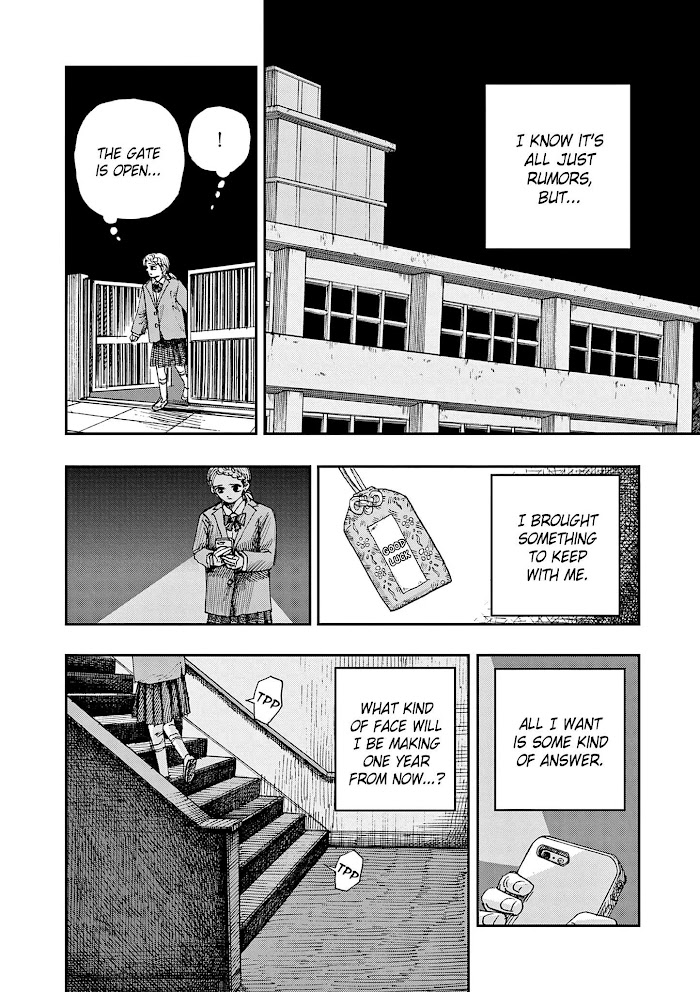 I KNOW IT'S
ALL JUST
RUMORS,
BUT...
!
THE GATE
IS OPEN...
I BROUGHT
SOMETHING
TO KEEP
WITH ME.
GOOD
LUCK
ALL I WANT
IS SOME KIND
OF ANSWER.
WHAT KIND
OF FACE WILL
I BE MAKING
ONE YEAR
FROM NOW...?
TPP
TPP